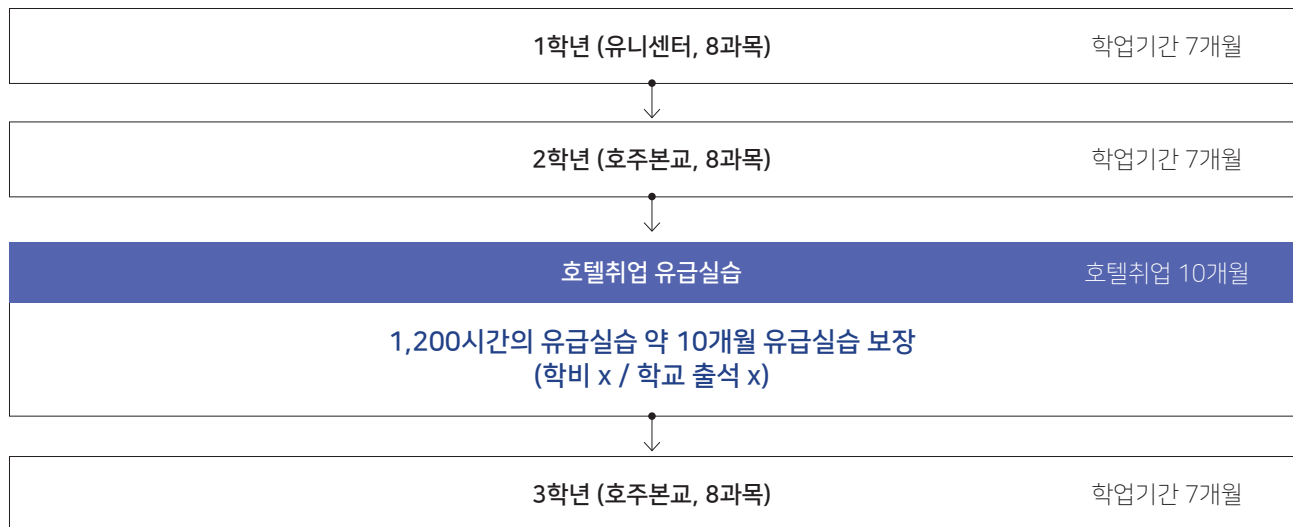 1학년 (유니센터, 8과목) 학업기간 7개월
2학년 (호주본교, 8과목) 학업기간 7개월
호텔취업 유급실습 호텔취업 10개월
1,200시간의 유급실습 약 10개월 유급실습 보장
(학비 x / 학교 출석 x)
3학년 (호주본교, 8과목) 학업기간 7개월